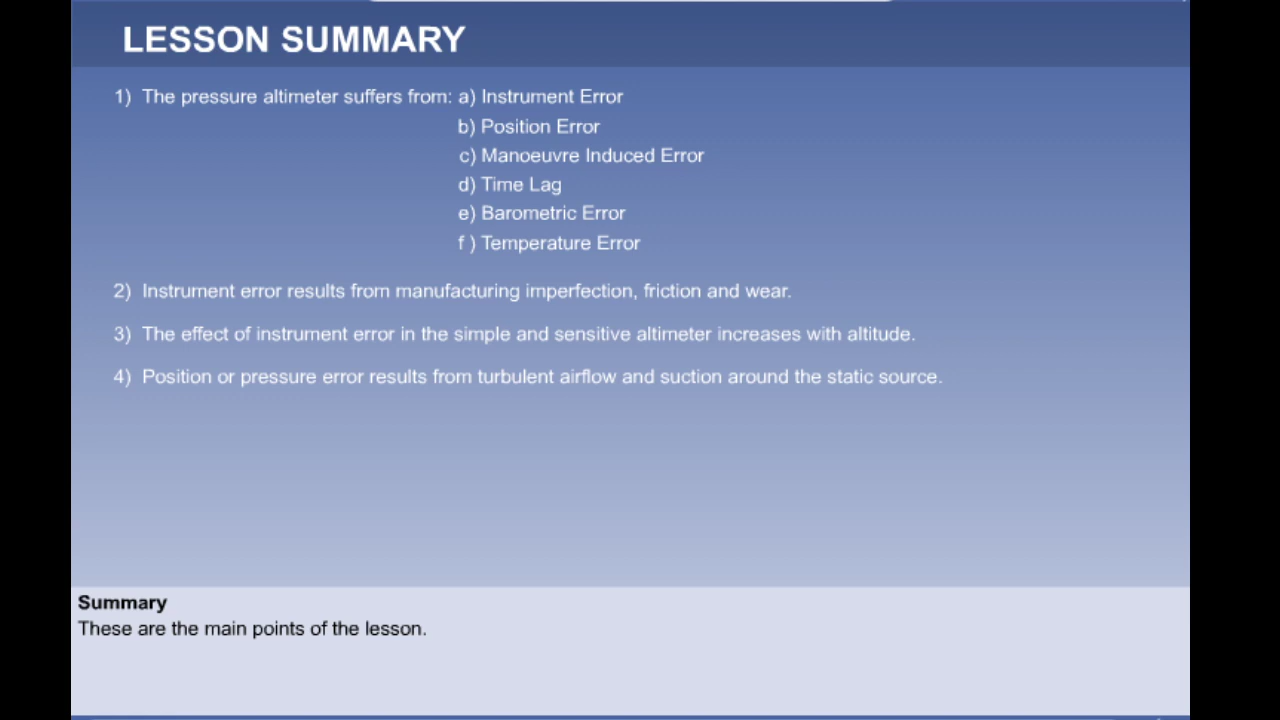 LESSON SUMMARY
1) The pressure altimeter suffers from: a) Instrument Error
b) Position Error
c) Manoeuvre Induced Error
d) Time Lag
e) Barometric Error
f ) Temperature Error
2) Instrument error results from manufacturing imperfection, friction and wear.
3) The effect of instrument error in the simple and sensitive altimeter increases with altitude.
4) Position or pressure error results from turbulent airflow and suction around the static source.
Summary
These are the main points of the lesson.